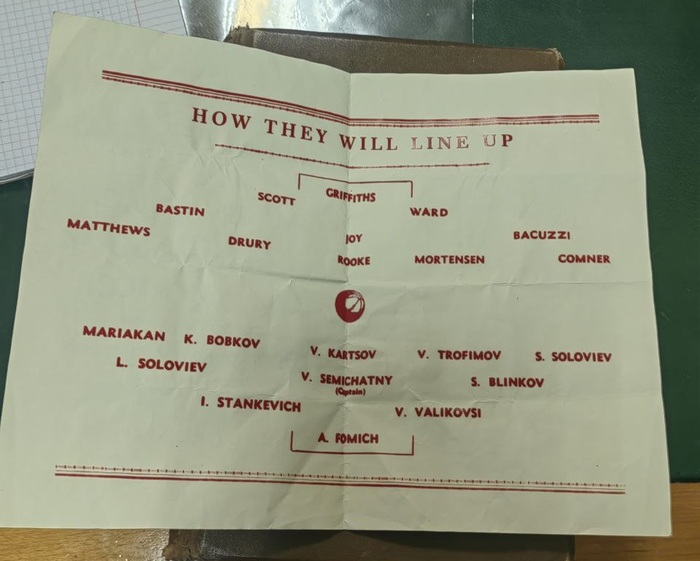 HOW THEY WILL LINE UP
GRIFFITHS
SCOTT
WARD
BASTIN
BACUZZI
MATTHEWS
DRURY
JOY
ROOKE
MORTENSEN
COMNER
MARIAKAN
K. BOBKOV
V. KARTSOV
V. TROFIMOV
S. SOLOVIEV
L. SOLOVIEV
V. SEMICHATNY
(Captain)
S. BLINKOV
I. STANKEVICH
V. VALIKOVSI
A. FOMICH